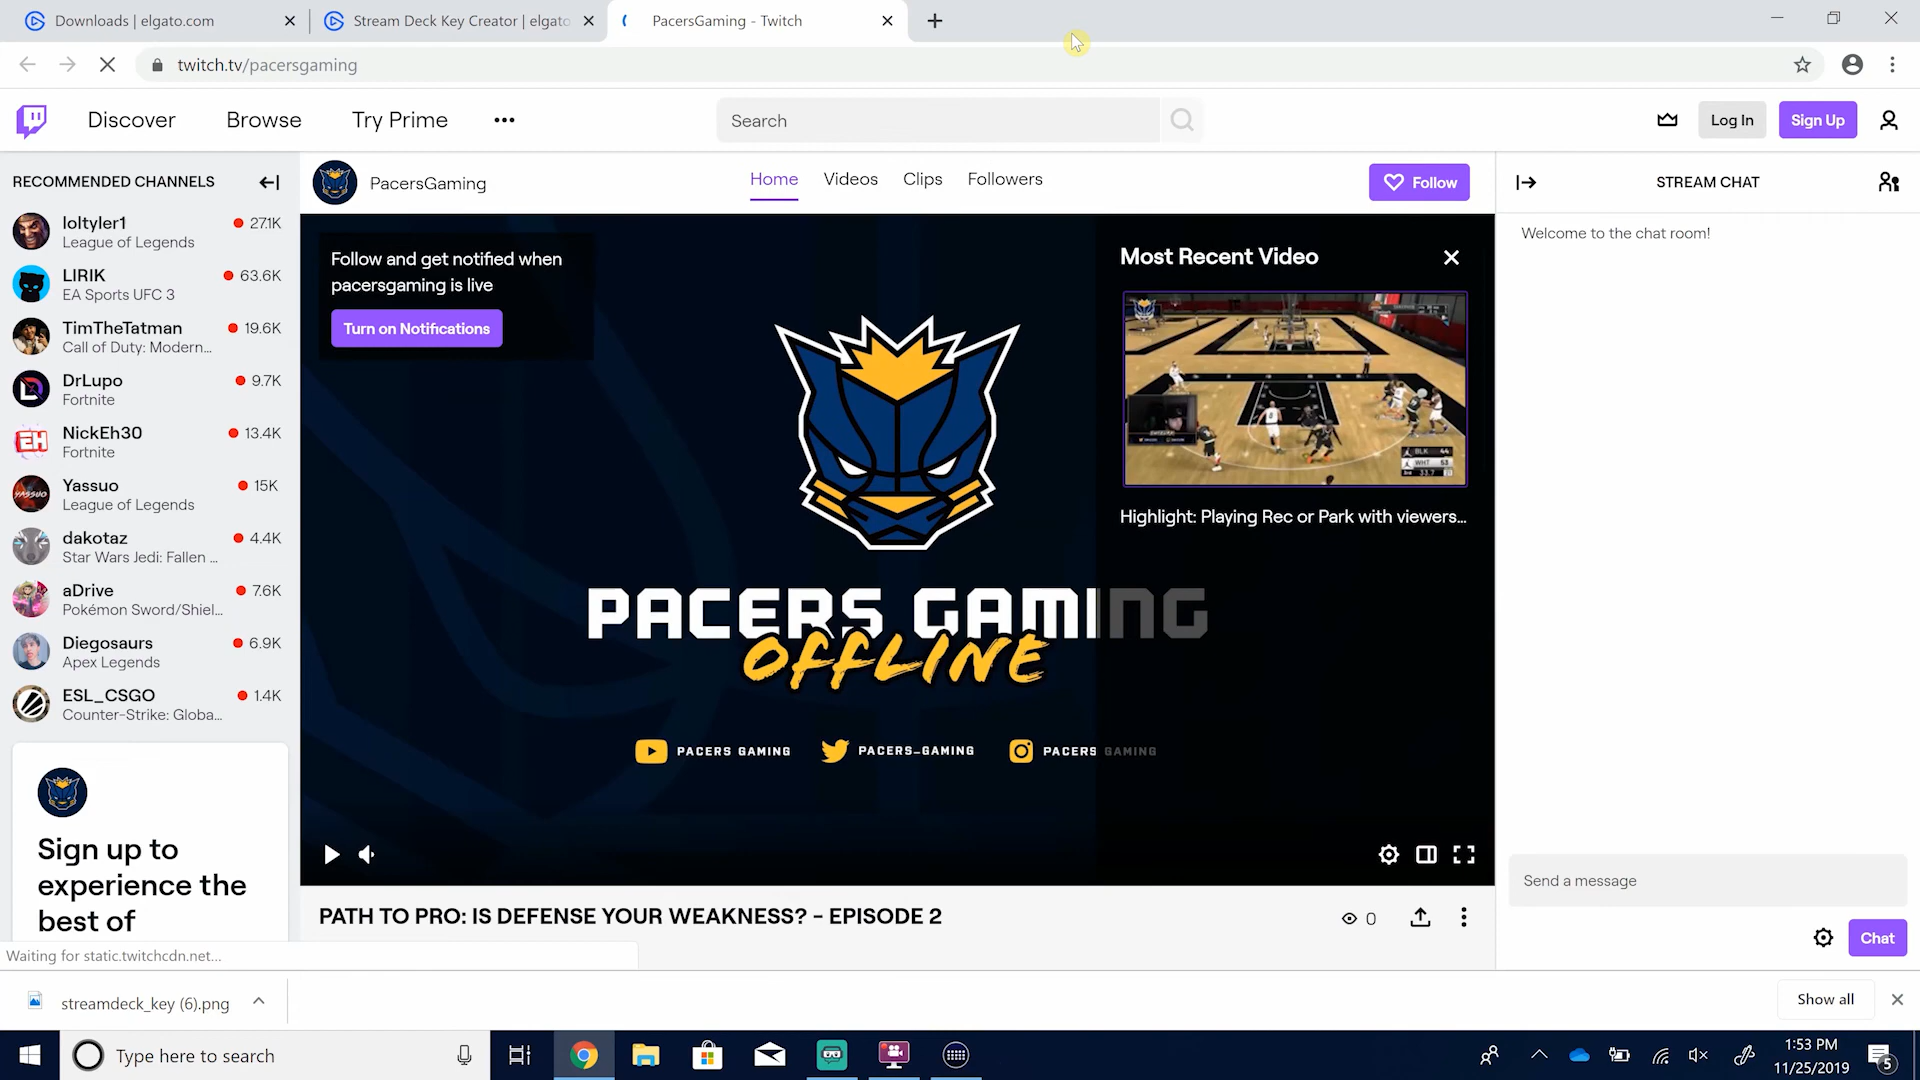 Downloads | elgato.com
Stream Deck Key Creator | elgato
PacersGaming - Twitch
twitch.tv/pacersgaming
Discover
Browse
Try Prime
Search
Log In
Sign Up
RECOMMENDED CHANNELS
loltyler1
27.1K
League of Legends
LIRIK
63.6K
EA Sports UFC 3
TimTheTatman
19.6K
Call of Duty: Modern...
DrLupo
9.7K
Fortnite
NickEh30
13.4K
Fortnite
Yassuo
15K
League of Legends
dakotaz
4.4K
Star Wars Jedi: Fallen ...
aDrive
7.6K
Pokémon Sword/Shiel...
Diegosaurs
6.9K
Apex Legends
ESL_CSGO
1.4K
Counter-Strike: Globa...
Sign up to
experience the
best of
Waiting for static.twitchcdn.net...
PacersGaming
Home
Videos
Clips
Followers
Follow
Follow and get notified when
pacersgaming is live
Turn on Notifications
Most Recent Video
BLK 44
WHT 53
Highlight: Playing Rec or Park with viewers...
PACERS GAMING
OFFLINE
PACERS GAMING
PACERS_GAMING
PACERS GAMING
PATH TO PRO: IS DEFENSE YOUR WEAKNESS? - EPISODE 2
0
STREAM CHAT
Welcome to the chat room!
Send a message
Chat
streamdeck_key (6).png
Show all
Type here to search
1:53 PM
11/25/2019
5